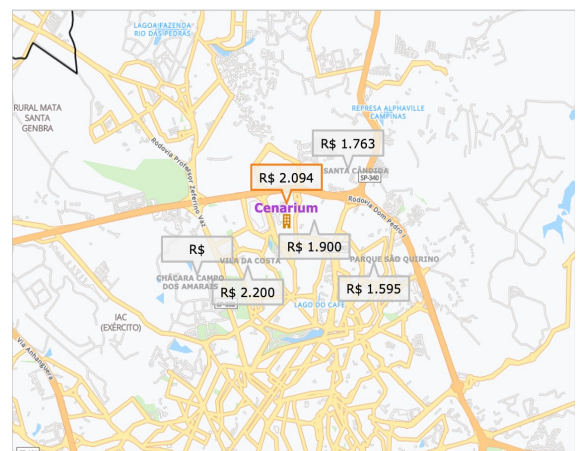 LAGOA FAZENDA
RIO DAS PEDRAS
RURAL MATA
SANTA
GENBRA
REPRESA ALPHAVILLE
CAMPINAS
Rodovia Professor Zeferino Vaz
R$ 1.763
SANTA CÂNDIDA
SP-340
R$ 2.094
Cenarium
Rodovia Dom Pedro I
R$
R$ 1.900
VILA DA COSTA
PARQUE SÃO QUIRINO
CHÁCARA CAMPO
DOS AMARAIS
R$ 2.200
R$ 1.595
LAGO DO CAFÉ
IAC
(EXÉRCITO)
Via Anhanguera